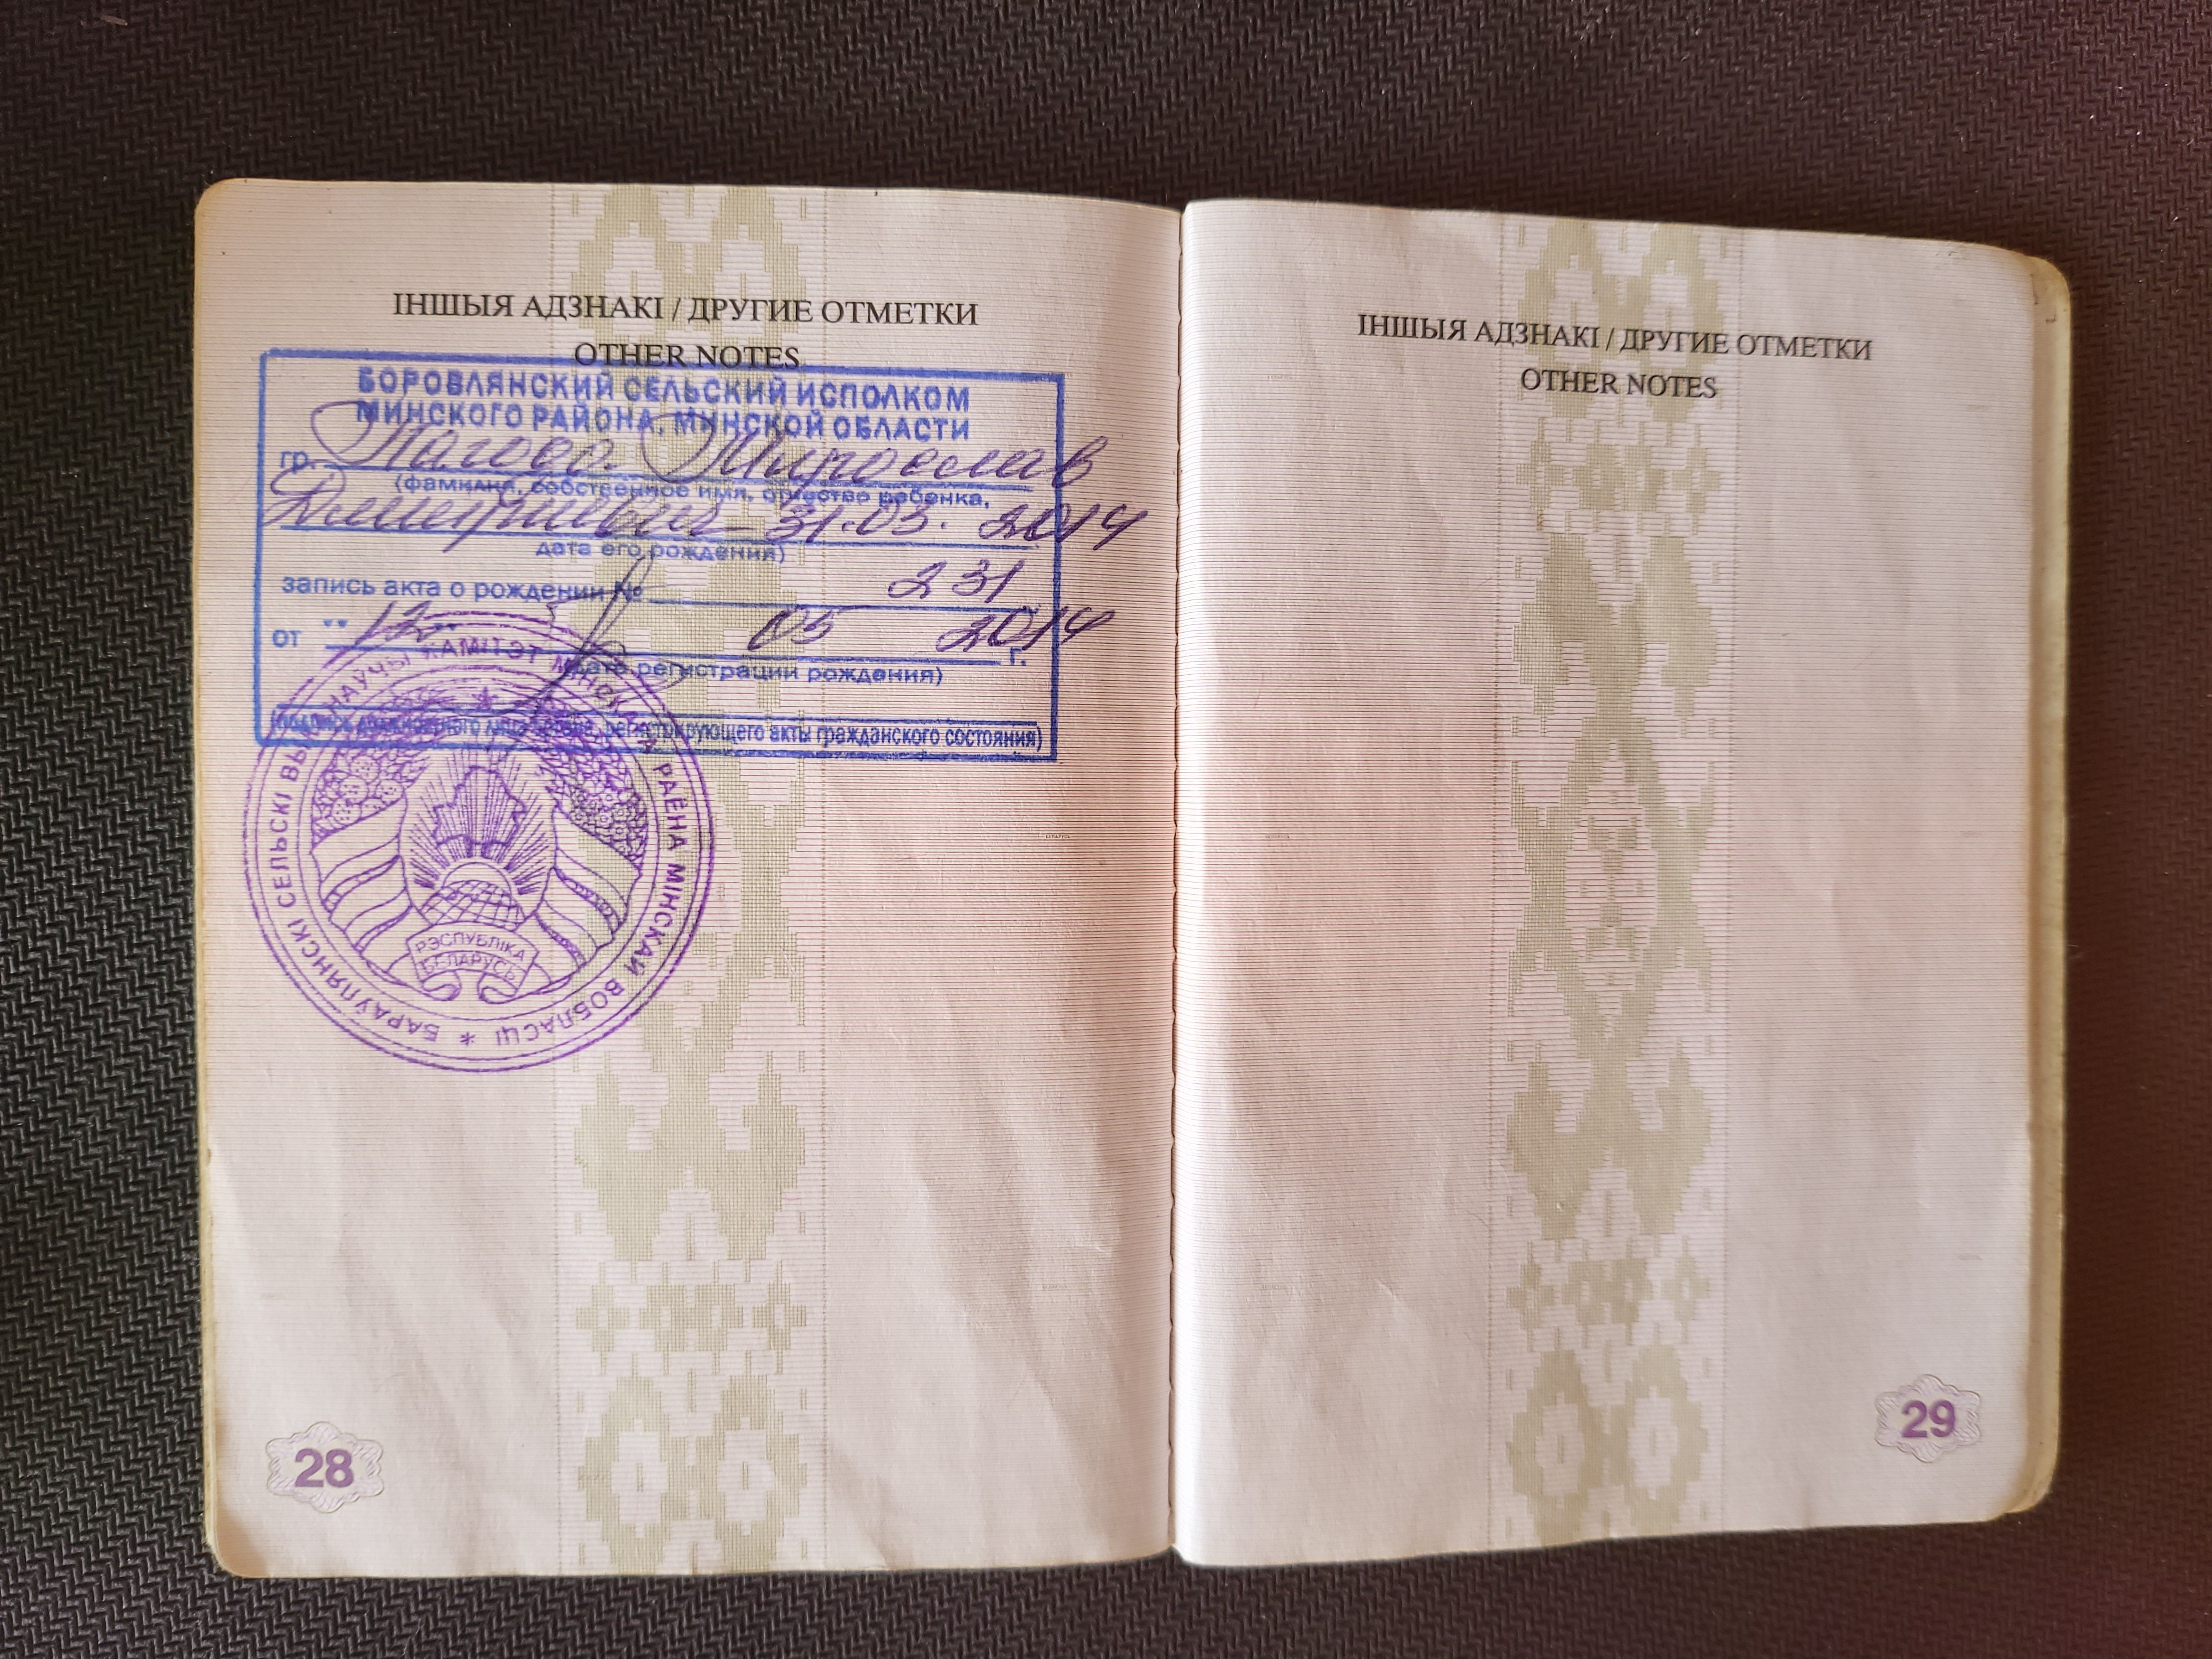 ІНШЫЯ АДЗНАКІ / ДРУГИЕ ОТМЕТКИ
OTHER NOTES
БОРОВЛЯНСКИЙ СЕЛЬСКИЙ ИСПОЛКОМ
МИНСКОГО РАЙОНА, МИНСКОЙ ОБЛАСТИ
гр. Мирослав
(фамилия, собственное имя, отчество ребенка,
Дмитриевич 31.03.2014
дата его рождения)
запись акта о рождении № 231
от "12" 05 2014 г.
(дата регистрации рождения)
(подпись должностного лица органа, регистрирующего акты гражданского состояния)
БАРАЎЛЯНСКІ СЕЛЬСКІ ВЫКАНАЎЧЫ КАМІТЭТ МІНСКАГА РАЁНА МІНСКАЙ ВОБЛАСЦІ
РЭСПУБЛІКА
БЕЛАРУСЬ
28
ІНШЫЯ АДЗНАКІ / ДРУГИЕ ОТМЕТКИ
OTHER NOTES
29